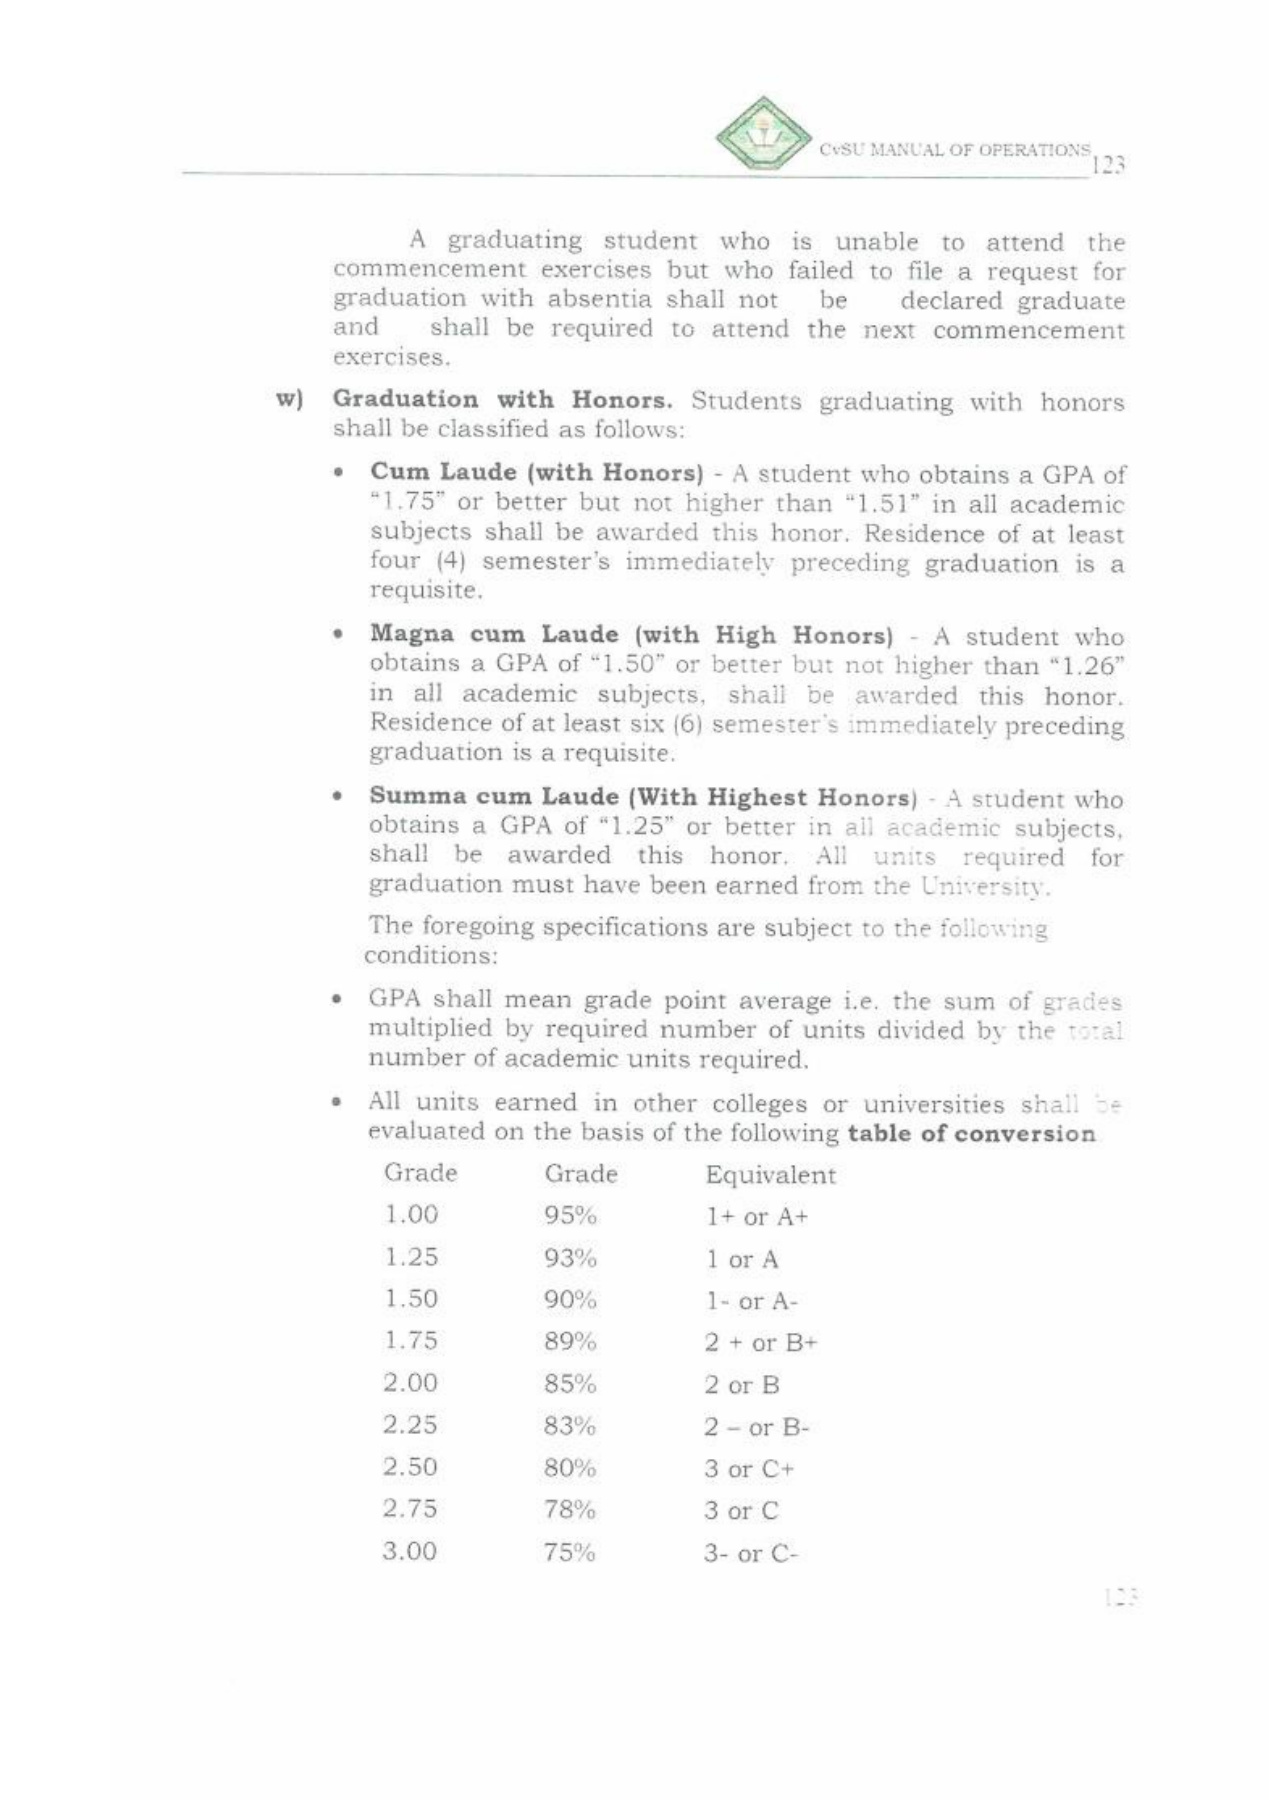 CvSU MANUAL OF OPERATIONS 123
A graduating student who is unable to attend the
commencement exercises but who failed to file a request for
graduation with absentia shall not be declared graduate
and shall be required to attend the next commencement
exercises.
w) Graduation with Honors. Students graduating with honors
shall be classified as follows:
• Cum Laude (with Honors) - A student who obtains a GPA of
“1.75” or better but not higher than “1.51” in all academic
subjects shall be awarded this honor. Residence of at least
four (4) semester's immediately preceding graduation is a
requisite.
• Magna cum Laude (with High Honors) - A student who
obtains a GPA of “1.50” or better but not higher than “1.26”
in all academic subjects, shall be awarded this honor.
Residence of at least six (6) semester's immediately preceding
graduation is a requisite.
• Summa cum Laude (With Highest Honors) - A student who
obtains a GPA of “1.25” or better in all academic subjects,
shall be awarded this honor. All units required for
graduation must have been earned from the University.
The foregoing specifications are subject to the following
conditions:
• GPA shall mean grade point average i.e. the sum of grades
multiplied by required number of units divided by the total
number of academic units required.
• All units earned in other colleges or universities shall be
evaluated on the basis of the following table of conversion
Grade Grade Equivalent
1.00 95% 1+ or A+
1.25 93% 1 or A
1.50 90% 1- or A-
1.75 89% 2 + or B+
2.00 85% 2 or B
2.25 83% 2 – or B-
2.50 80% 3 or C+
2.75 78% 3 or C
3.00 75% 3- or C-
123